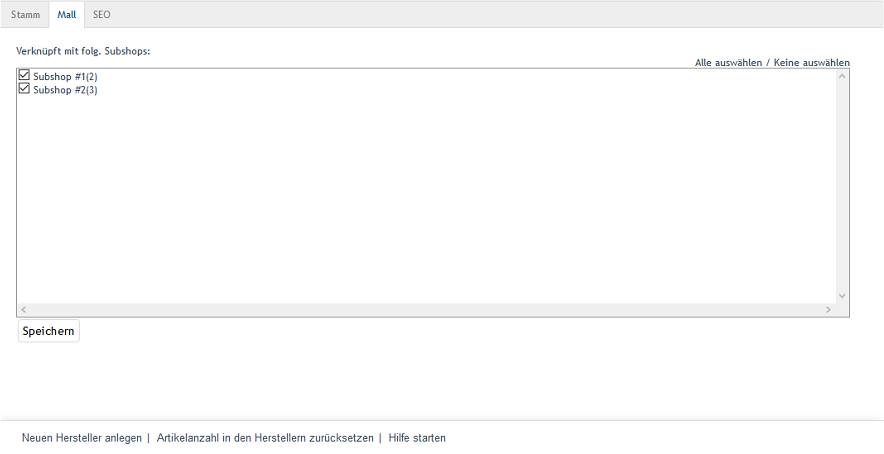 Stamm Mall SEO
Verknüpft mit folg. Subshops:
Alle auswählen / Keine auswählen
Subshop #1(2)
Subshop #2(3)
Speichern
Neuen Hersteller anlegen | Artikelanzahl in den Herstellern zurücksetzen | Hilfe starten